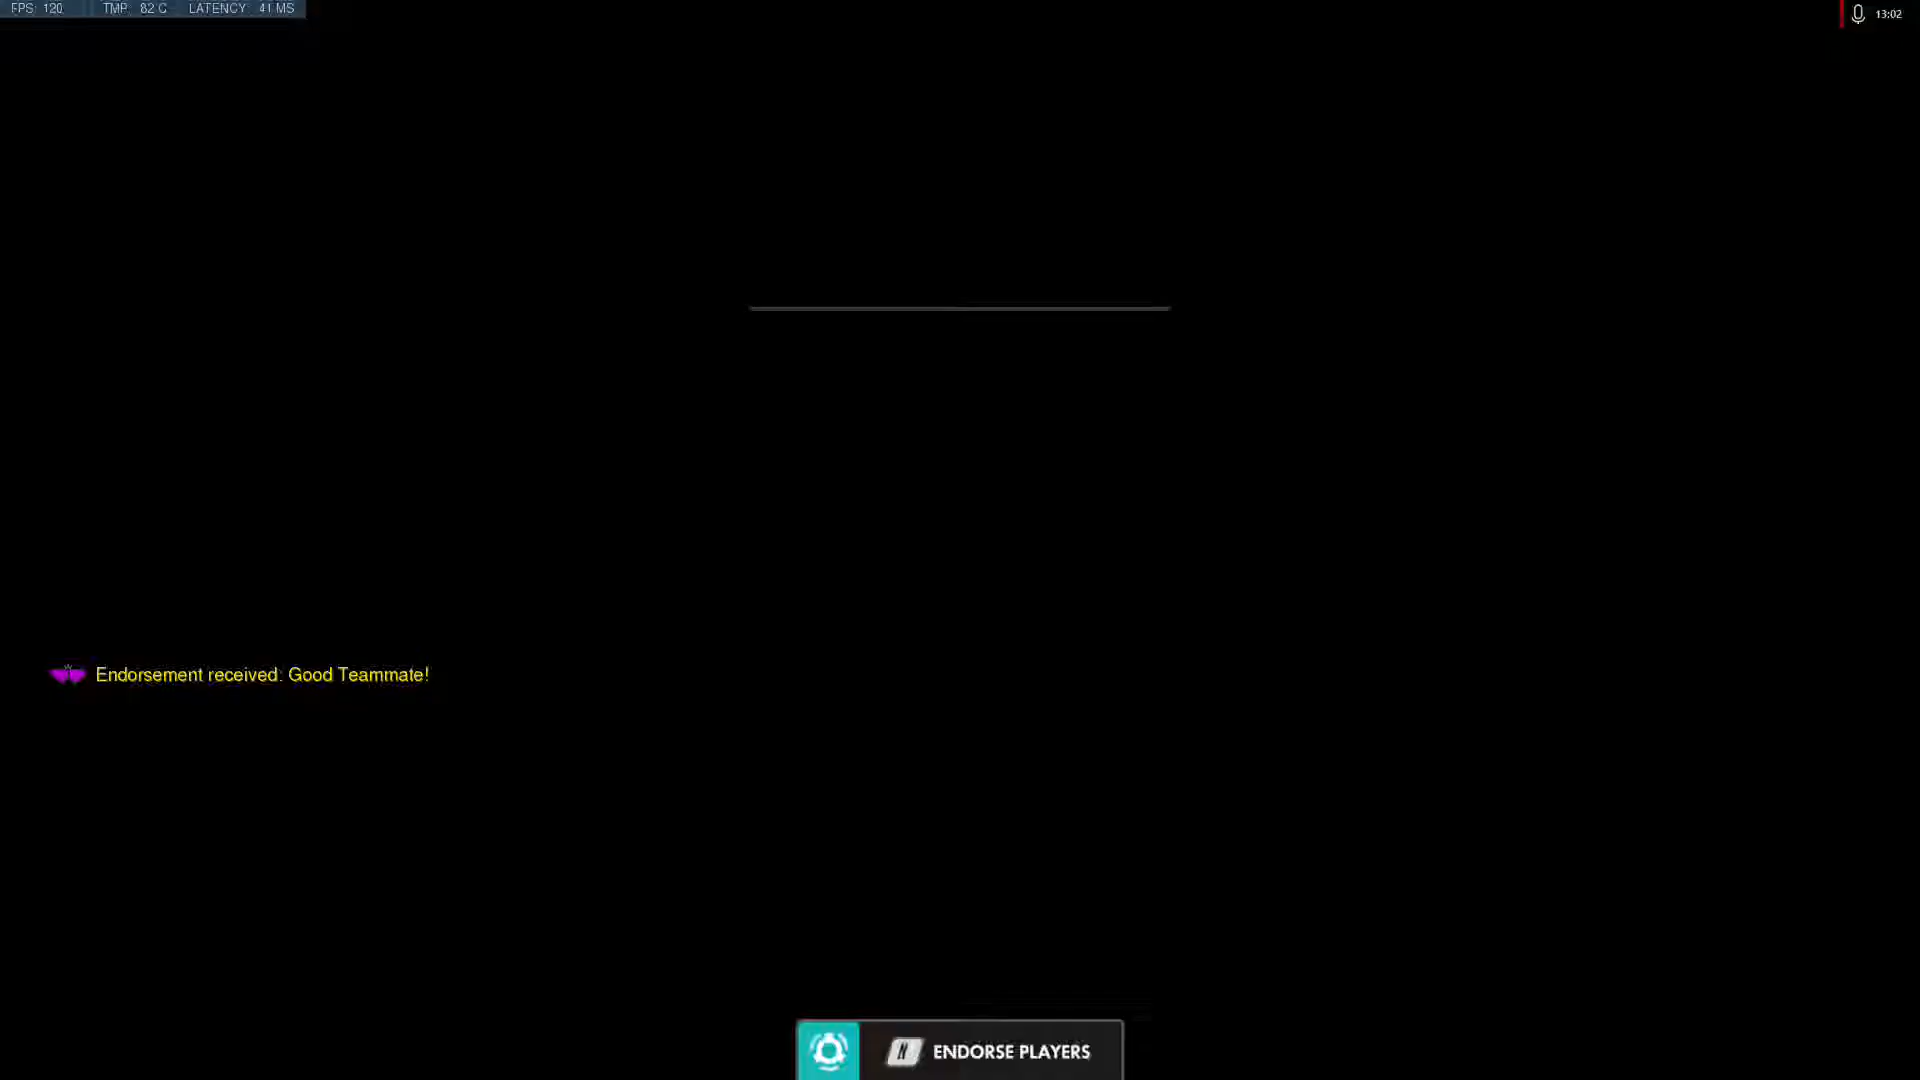 FPS: 120 TMP: 82 C LATENCY: 41 MS
13:02
Endorsement received: Good Teammate!
N ENDORSE PLAYERS